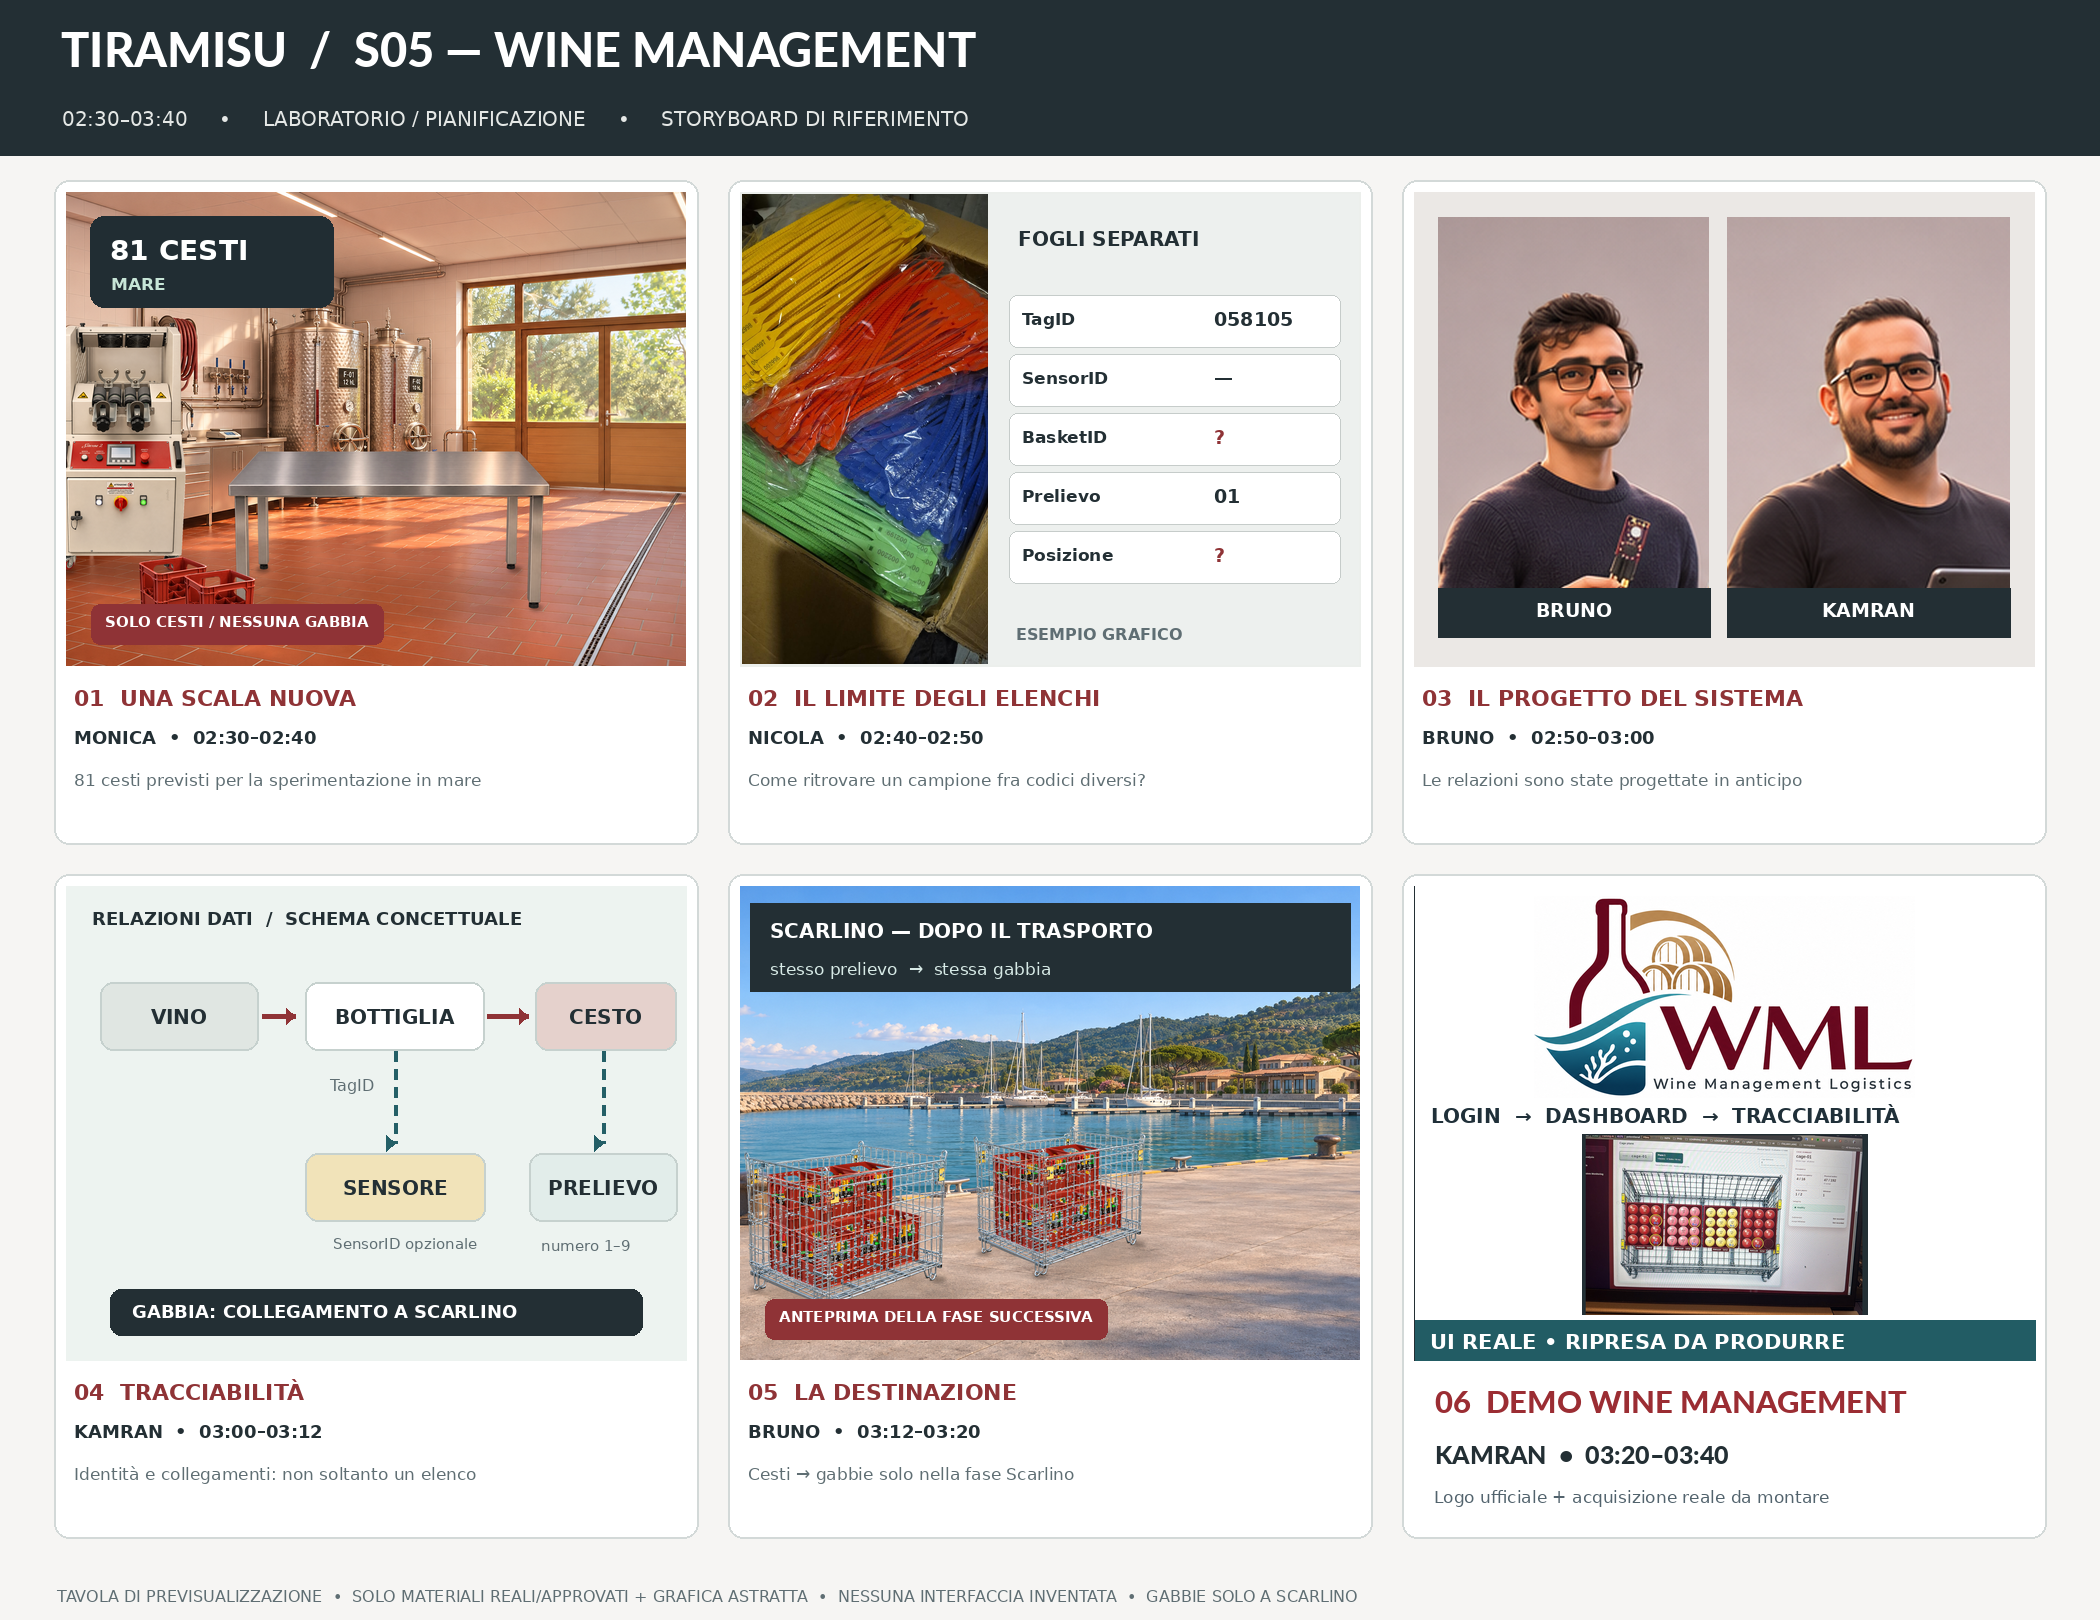 TIRAMISU / S05 — WINE MANAGEMENT
02:30–03:40 • LABORATORIO / PIANIFICAZIONE • STORYBOARD DI RIFERIMENTO
81 CESTI
MARE
F-01
12 HL
SOLO CESTI / NESSUNA GABBIA
01 UNA SCALA NUOVA
MONICA • 02:30–02:40
81 cesti previsti per la sperimentazione in mare
FOGLI SEPARATI
TagID 058105
SensorID —
BasketID ?
Prelievo 01
Posizione ?
ESEMPIO GRAFICO
02 IL LIMITE DEGLI ELENCHI
NICOLA • 02:40–02:50
Come ritrovare un campione fra codici diversi?
BRUNO
KAMRAN
03 IL PROGETTO DEL SISTEMA
BRUNO • 02:50–03:00
Le relazioni sono state progettate in anticipo
RELAZIONI DATI / SCHEMA CONCETTUALE
VINO
BOTTIGLIA
CESTO
TagID
SENSORE
PRELIEVO
SensorID opzionale
numero 1–9
GABBIA: COLLEGAMENTO A SCARLINO
04 TRACCIABILITÀ
KAMRAN • 03:00–03:12
Identità e collegamenti: non soltanto un elenco
SCARLINO — DOPO IL TRASPORTO
stesso prelievo → stessa gabbia
ANTEPRIMA DELLA FASE SUCCESSIVA
05 LA DESTINAZIONE
BRUNO • 03:12–03:20
Cesti → gabbie solo nella fase Scarlino
WML
Wine Management Logistics
LOGIN → DASHBOARD → TRACCIABILITÀ
UI REALE • RIPRESA DA PRODURRE
06 DEMO WINE MANAGEMENT
KAMRAN • 03:20–03:40
Logo ufficiale + acquisizione reale da montare
TAVOLA DI PREVISUALIZZAZIONE • SOLO MATERIALI REALI/APPROVATI + GRAFICA ASTRATTA • NESSUNA INTERFACCIA INVENTATA • GABBIE SOLO A SCARLINO